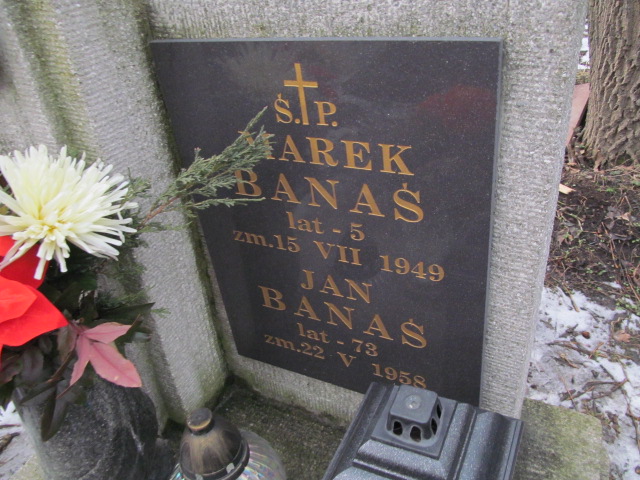 Ś.P.
MAREK
BANAŚ
lat - 5
zm.15 VII 1949
JAN
BANAŚ
lat - 73
zm.22 V 1958